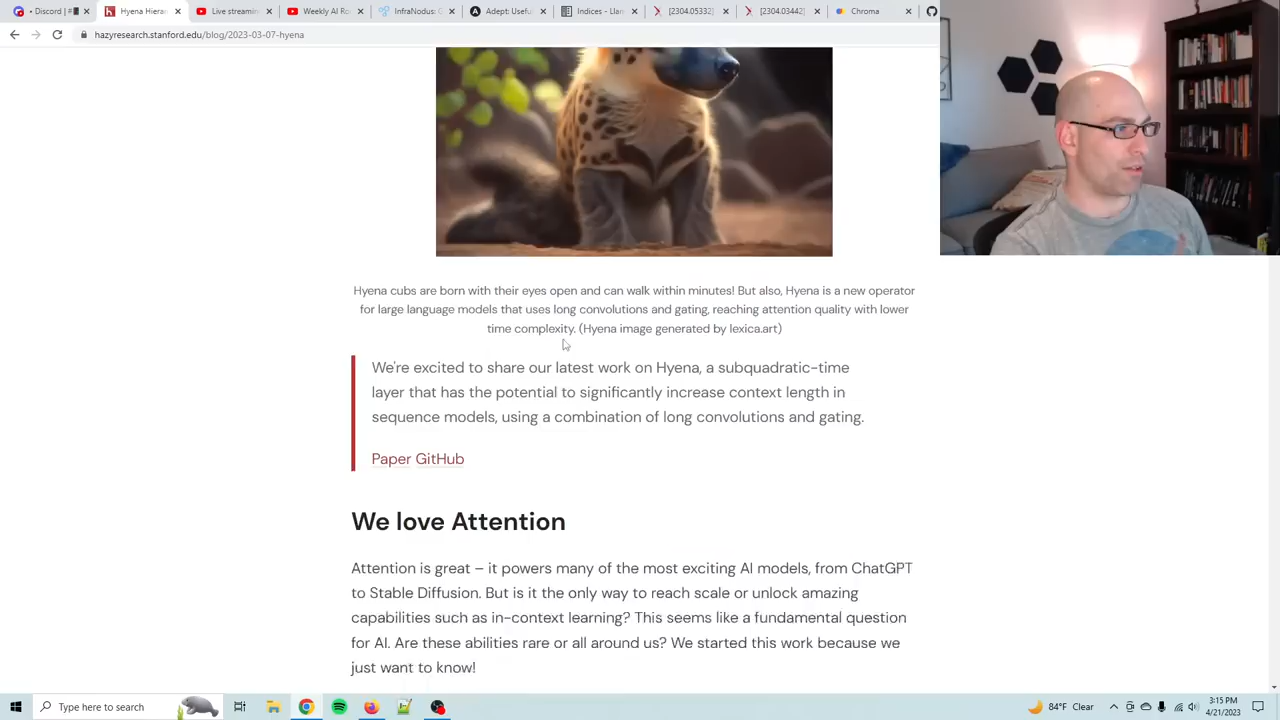 Discord | #
Hyena Hiera
Live streami
Weekly AI Ro
InfraNodus: G
Adept: Usefu
Indices - Llam
[2304.05332]
[2304.03442]
Chroma
hazyresearch.stanford.edu/blog/2023-03-07-hyena
Hyena cubs are born with their eyes open and can walk within minutes! But also, Hyena is a new operator
for large language models that uses long convolutions and gating, reaching attention quality with lower
time complexity. (Hyena image generated by lexica.art)
We're excited to share our latest work on Hyena, a subquadratic-time
layer that has the potential to significantly increase context length in
sequence models, using a combination of long convolutions and gating.
Paper GitHub
We love Attention
Attention is great – it powers many of the most exciting AI models, from ChatGPT
to Stable Diffusion. But is it the only way to reach scale or unlock amazing
capabilities such as in-context learning? This seems like a fundamental question
for AI. Are these abilities rare or all around us? We started this work because we
just want to know!
Type here to search
84°F Clear
3:15 PM
4/21/2023